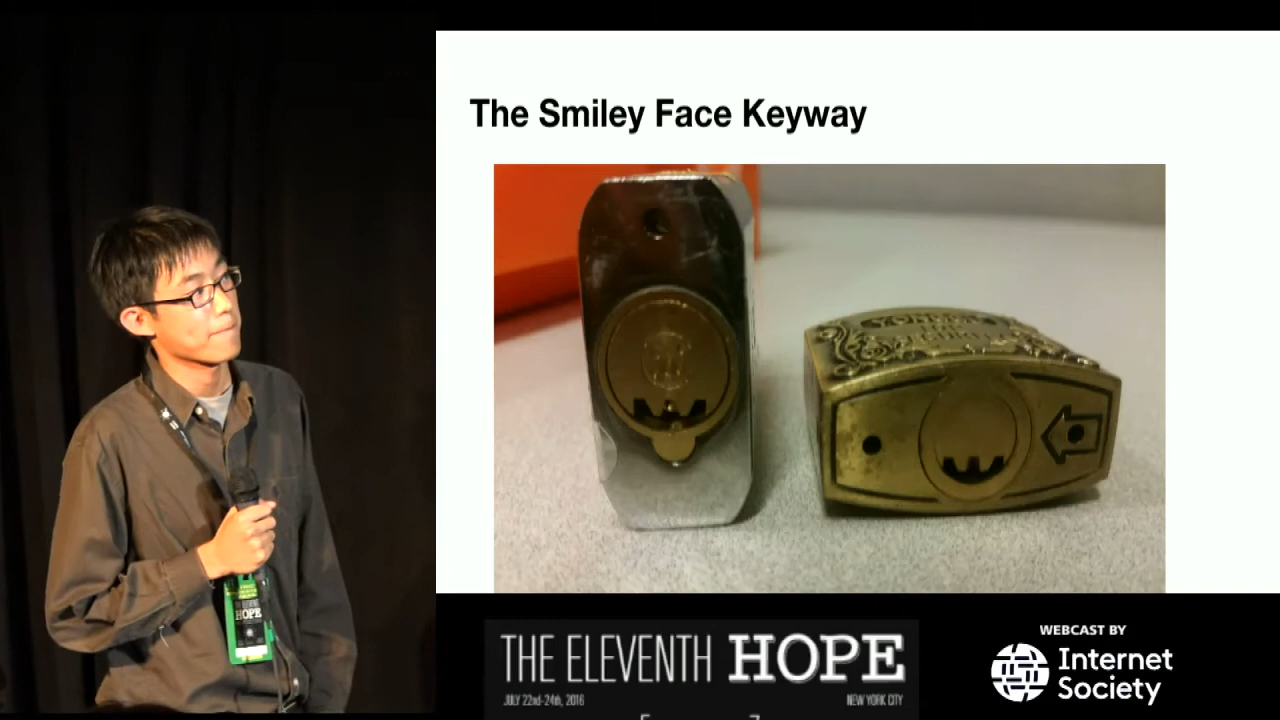 The Smiley Face Keyway
THE ELEVENTH HOPE
JULY 22nd-24th, 2016
NEW YORK CITY
WEBCAST BY
Internet
Society
HOPE